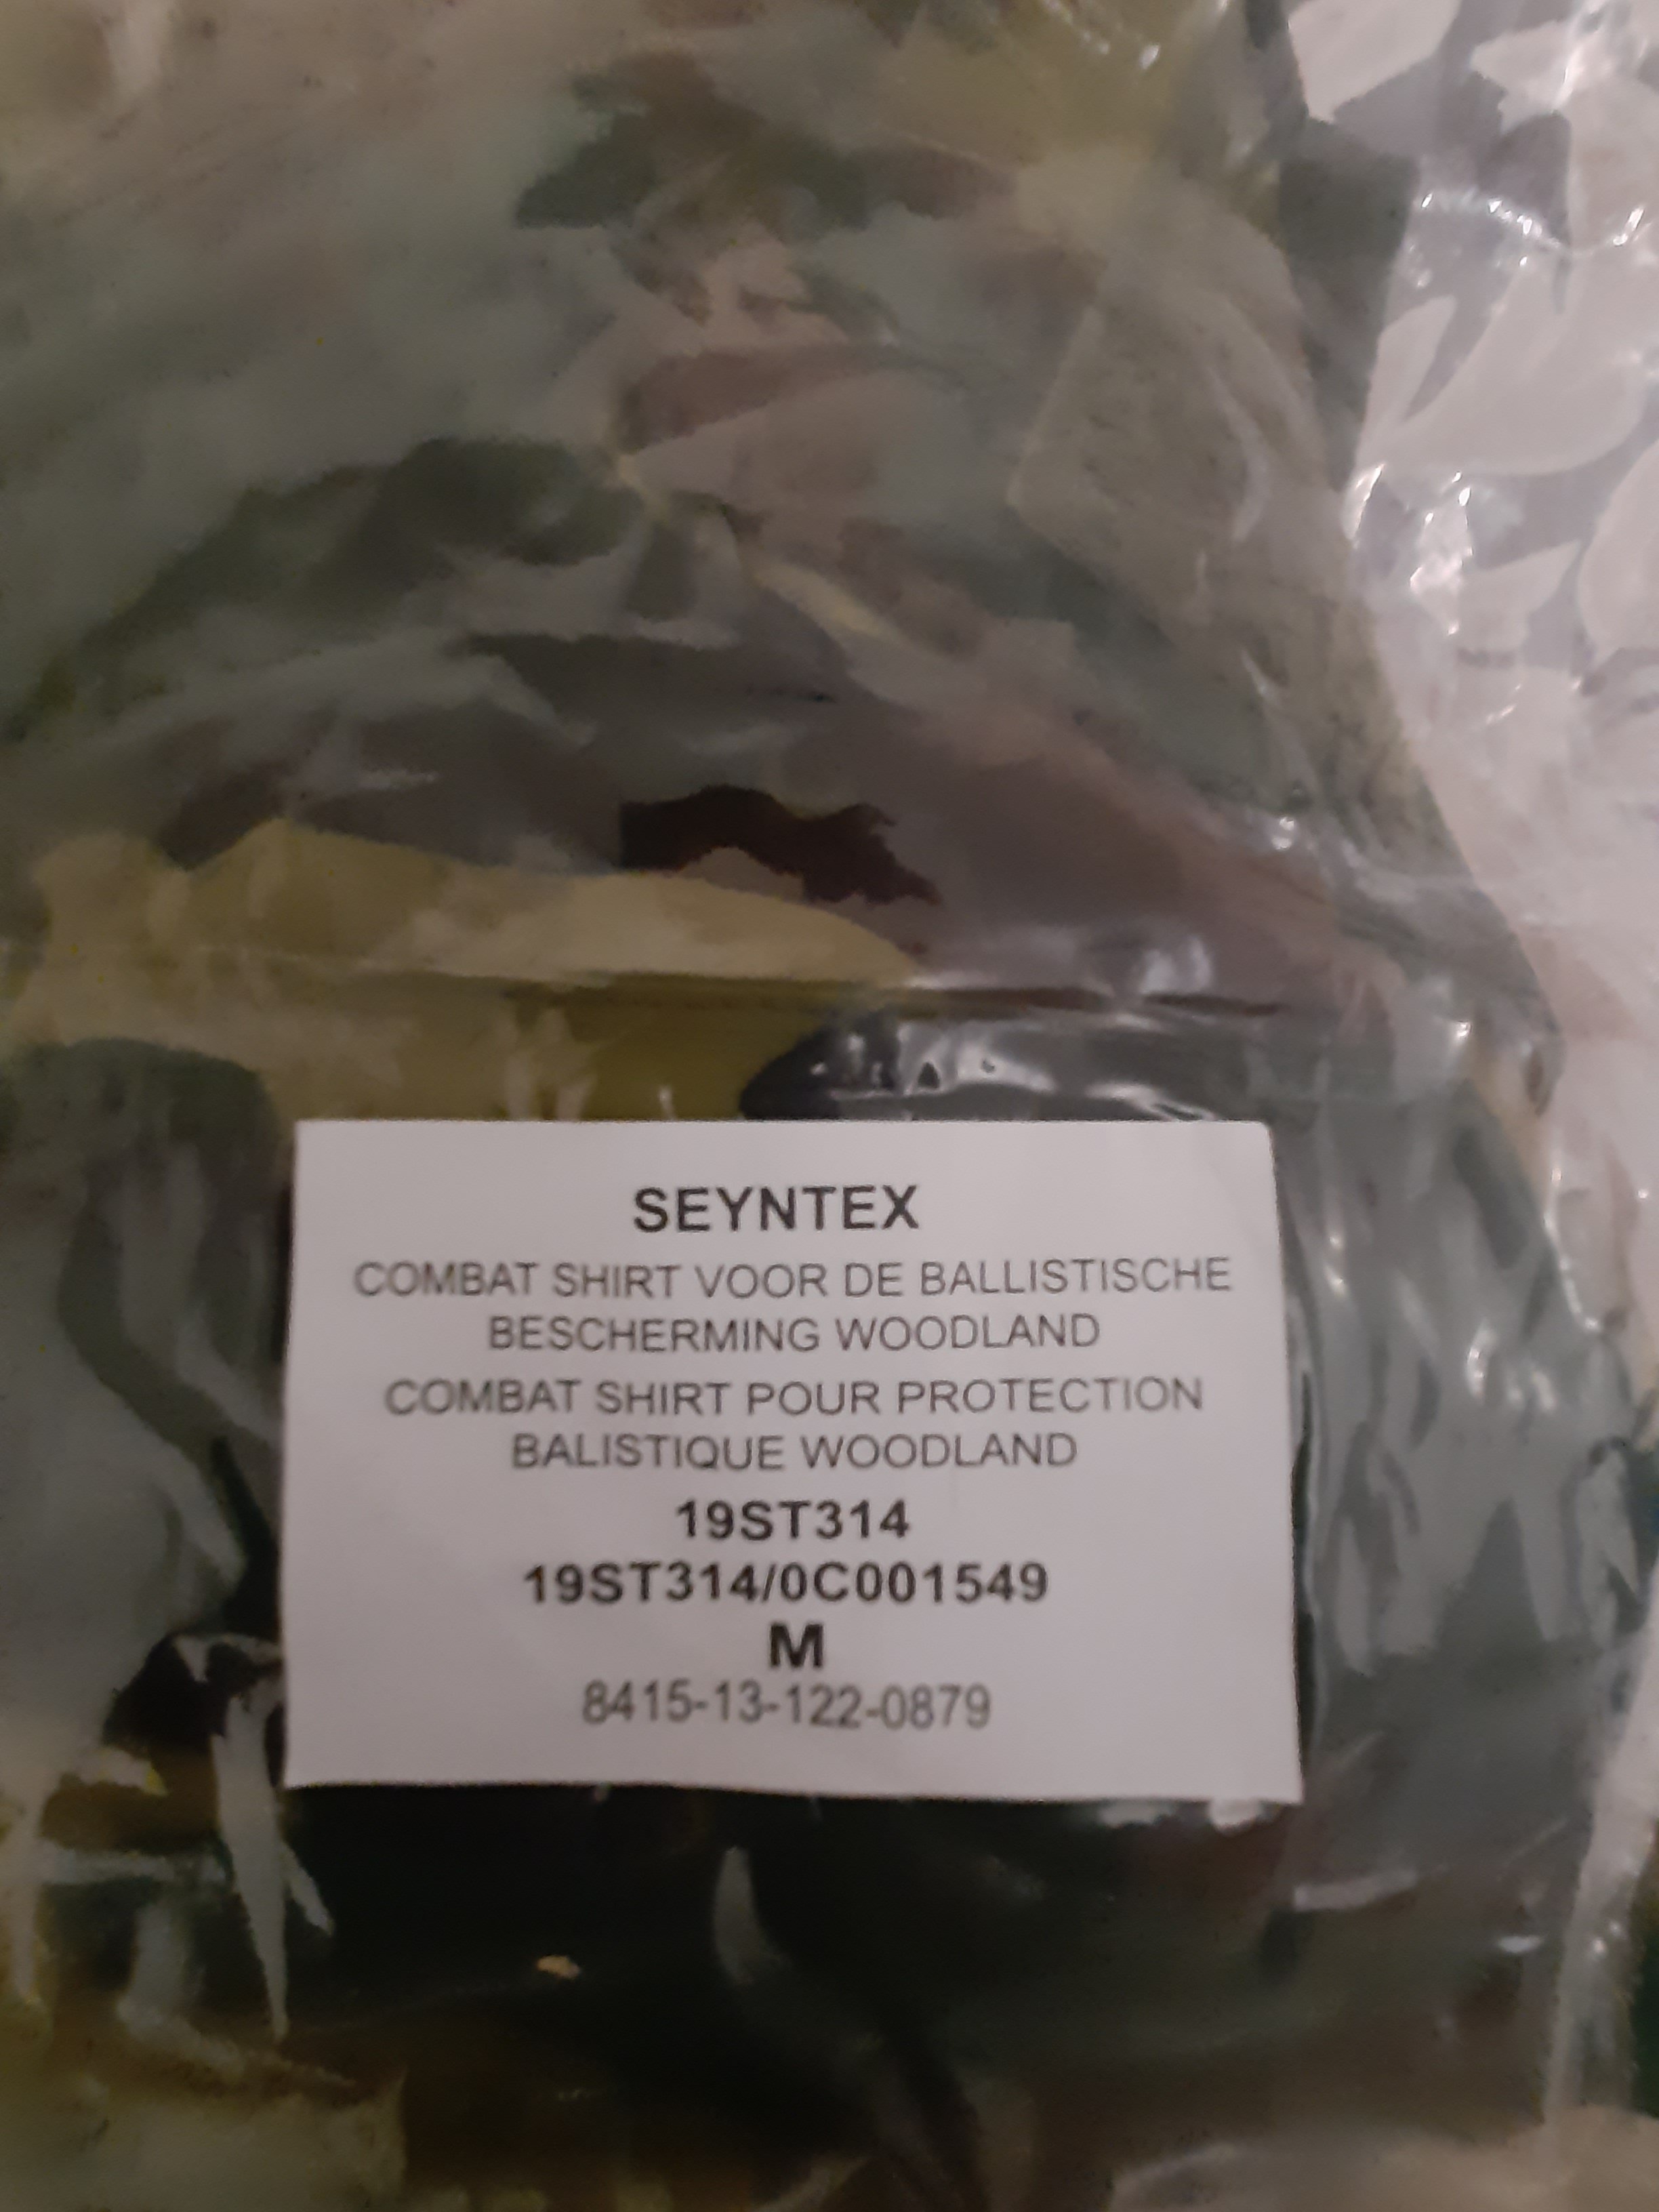 SEYNTEX
COMBAT SHIRT VOOR DE BALLISTISCHE
BESCHERMING WOODLAND
COMBAT SHIRT POUR PROTECTION
BALISTIQUE WOODLAND
19ST314
19ST314/0C001549
M
8415-13-122-0879